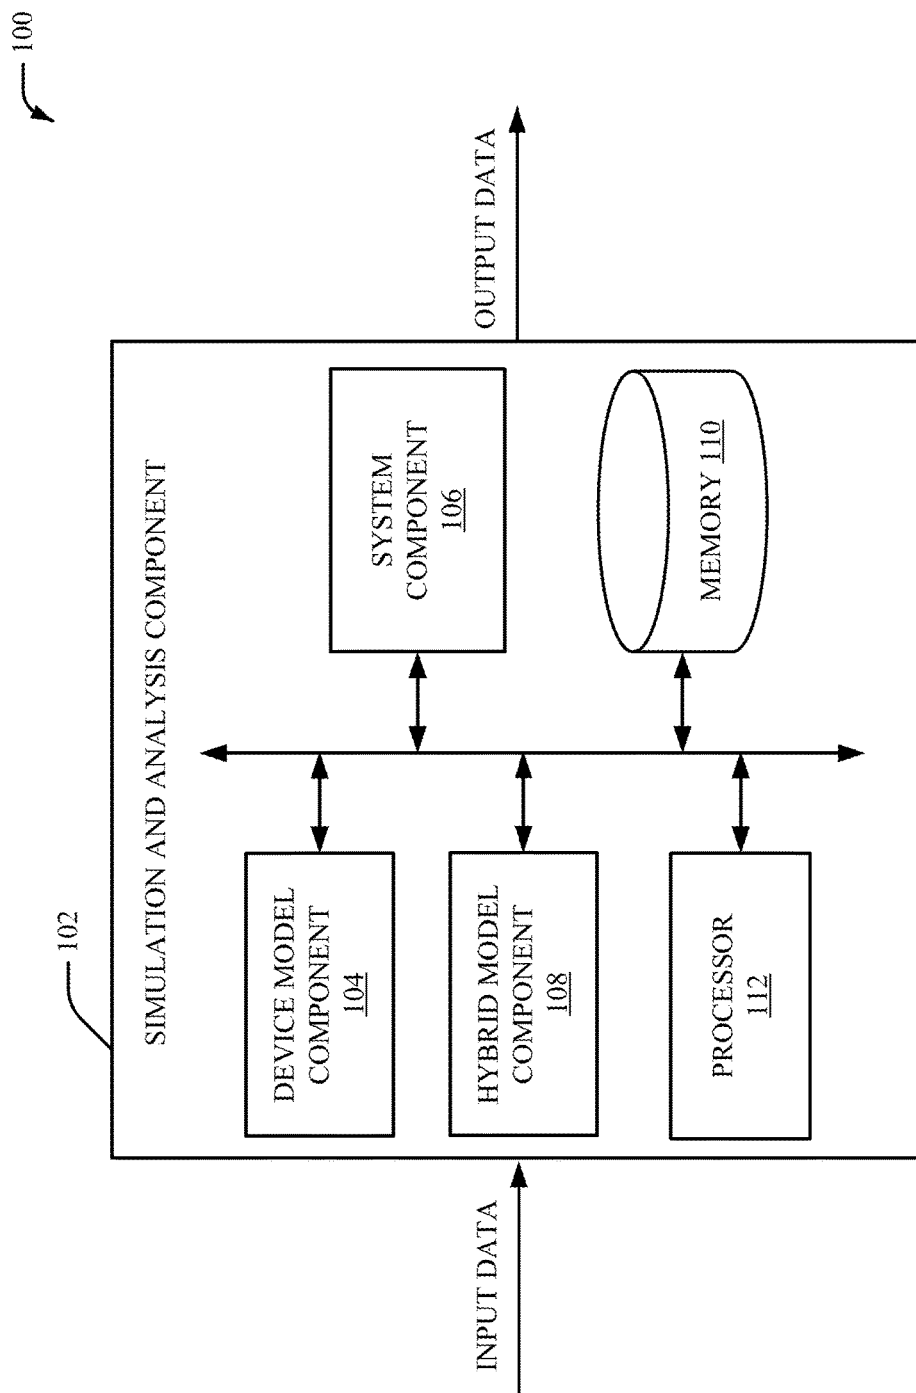 100
102
SIMULATION AND ANALYSIS COMPONENT
DEVICE MODEL
COMPONENT
104
SYSTEM
COMPONENT
106
INPUT DATA
OUTPUT DATA
HYBRID MODEL
COMPONENT
108
PROCESSOR
112
MEMORY 110